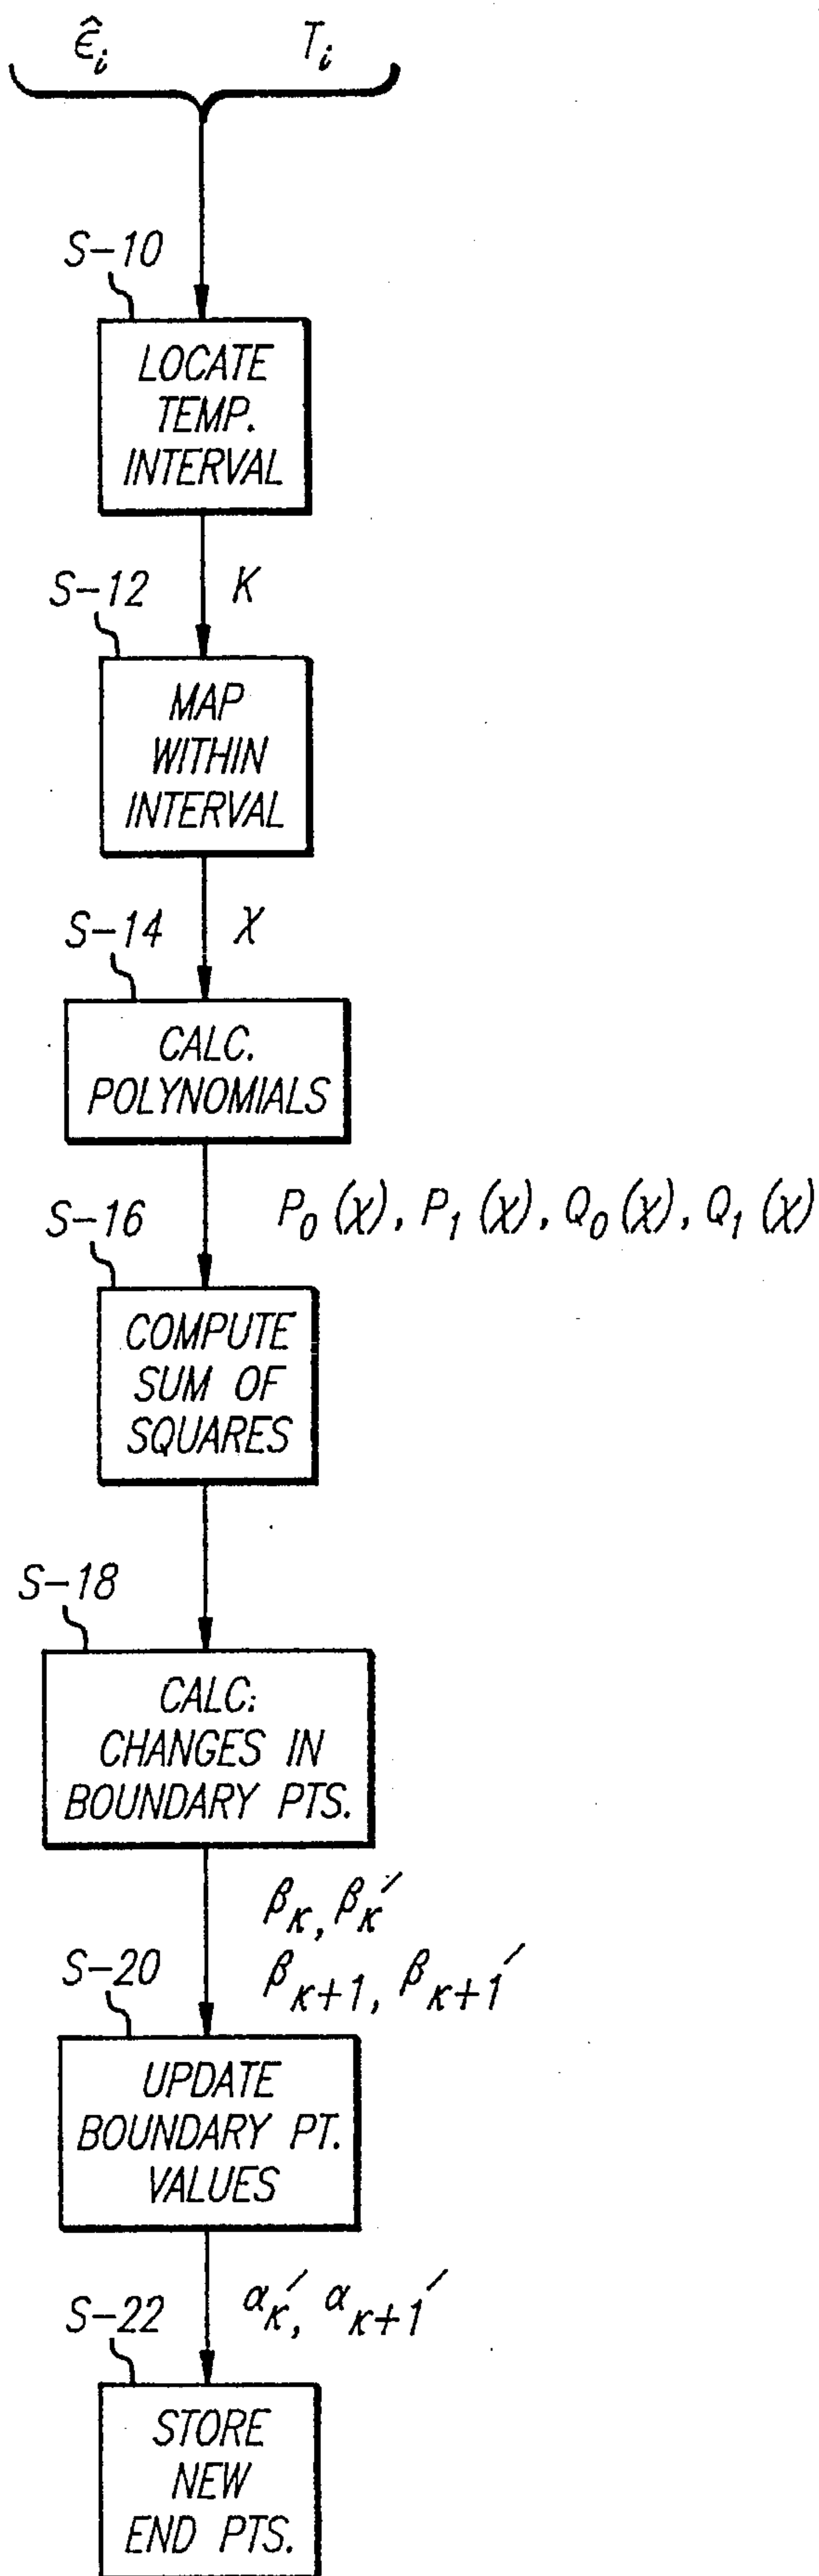 ε̂ᵢ Tᵢ
S-10
LOCATE
TEMP.
INTERVAL
S-12
K
MAP
WITHIN
INTERVAL
S-14
χ
CALC.
POLYNOMIALS
S-16
P₀(χ), P₁(χ), Q₀(χ), Q₁(χ)
COMPUTE
SUM OF
SQUARES
S-18
CALC:
CHANGES IN
BOUNDARY PTS.
βκ, βκ′
S-20
βκ+1, βκ+1′
UPDATE
BOUNDARY PT.
VALUES
S-22
ακ′, ακ+1′
STORE
NEW
END PTS.